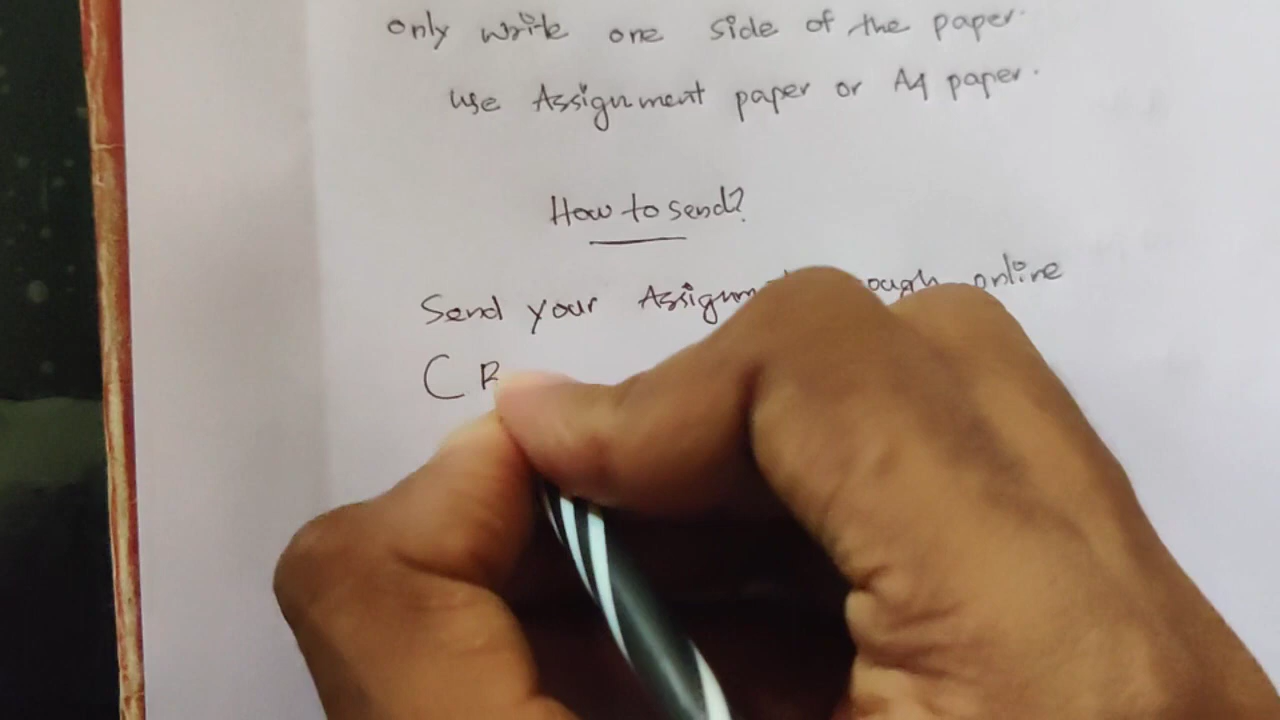 only write one side of the paper.
use Assignment paper or A4 paper.
How to send?
Send your online